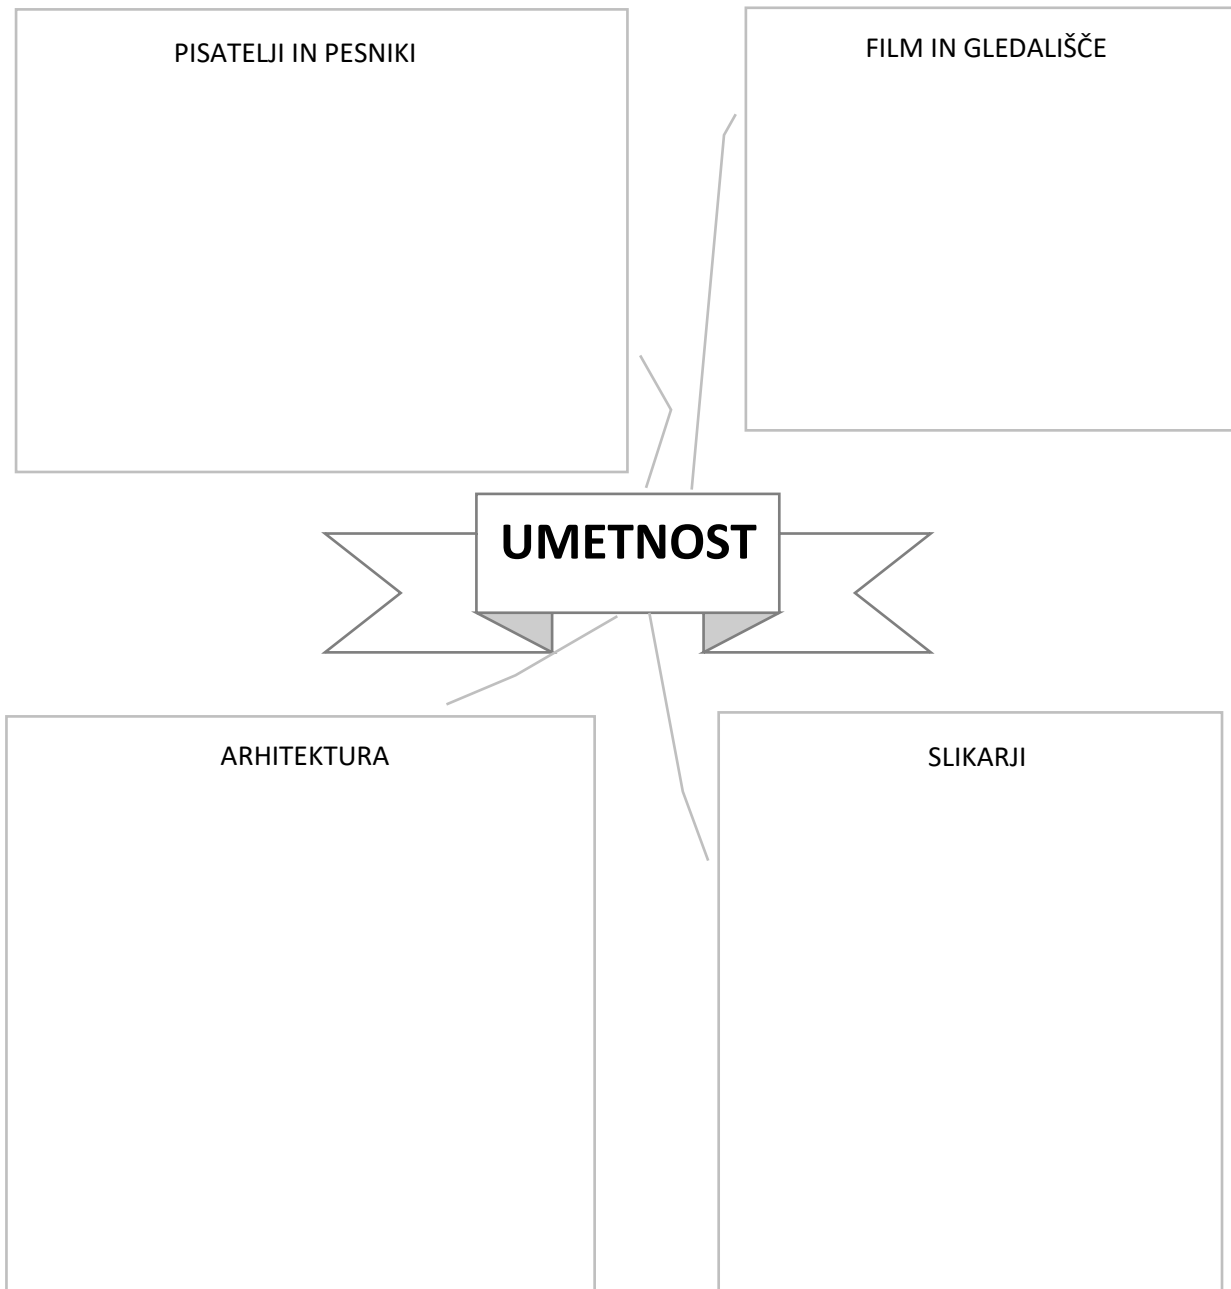 PISATELJI IN PESNIKI
FILM IN GLEDALIŠČE
UMETNOST
ARHITEKTURA
SLIKARJI